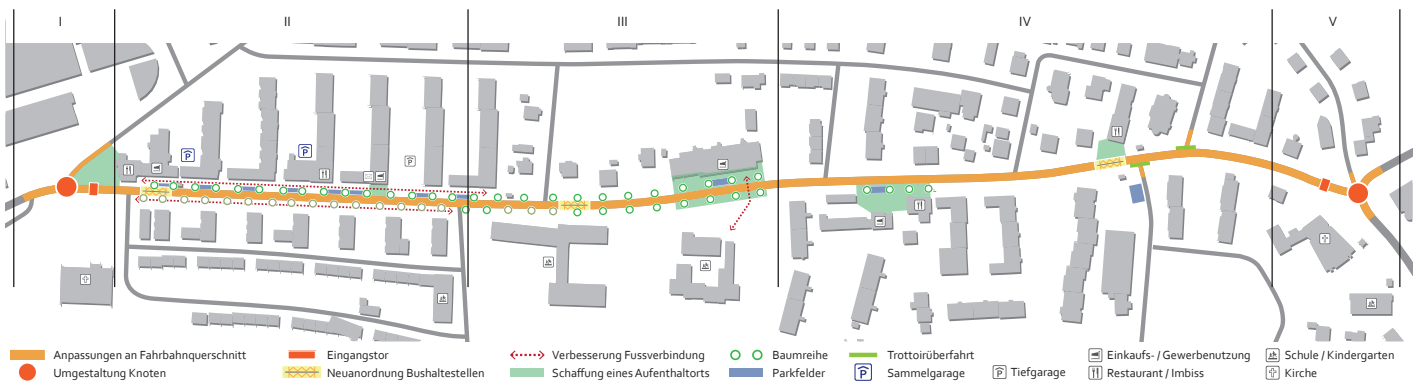 I II III IV V
P P P
Anpassungen an Fahrbahnquerschnitt Eingangstor Verbesserung Fussverbindung Baumreihe Trottoirüberfahrt Einkaufs- / Gewerbenutzung Schule / Kindergarten
Umgestaltung Knoten Neuanordnung Bushaltestellen Schaffung eines Aufenthaltorts Parkfelder P Sammelgarage P Tiefgarage Restaurant / Imbiss Kirche